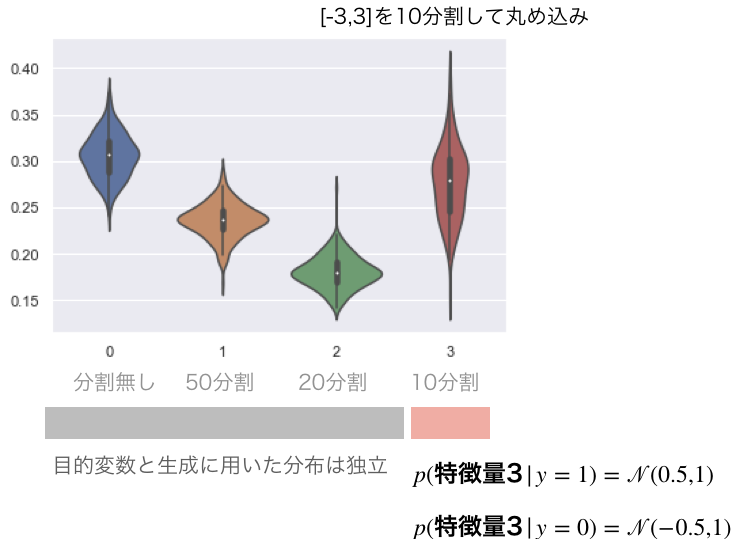 [-3,3]を10分割して丸め込み
0.40
0.35
0.30
0.25
0.20
0.15
0 1 2 3
分割無し 50分割 20分割 10分割
目的変数と生成に用いた分布は独立
p(特徴量3|y = 1) = 𝒩(0.5,1)
p(特徴量3|y = 0) = 𝒩(−0.5,1)